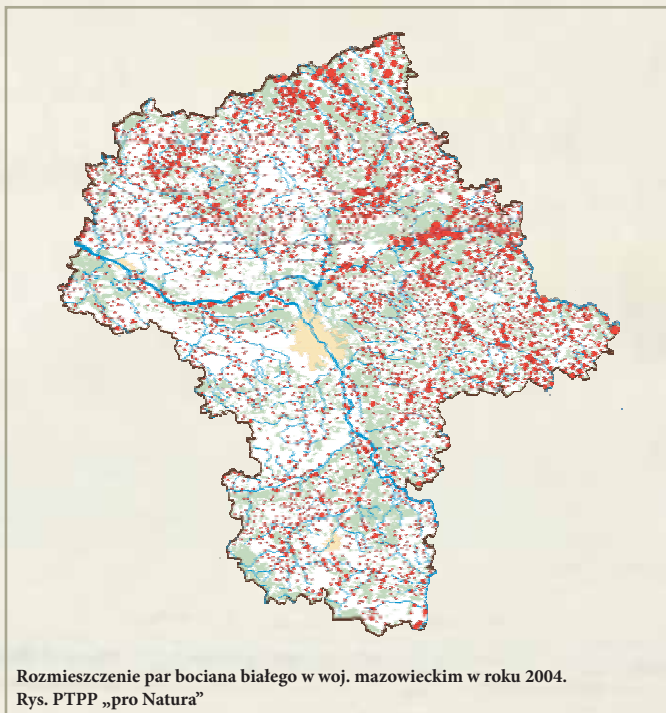 Rozmieszczenie par bociana białego w woj. mazowieckim w roku 2004.
Rys. PTPP „pro Natura”